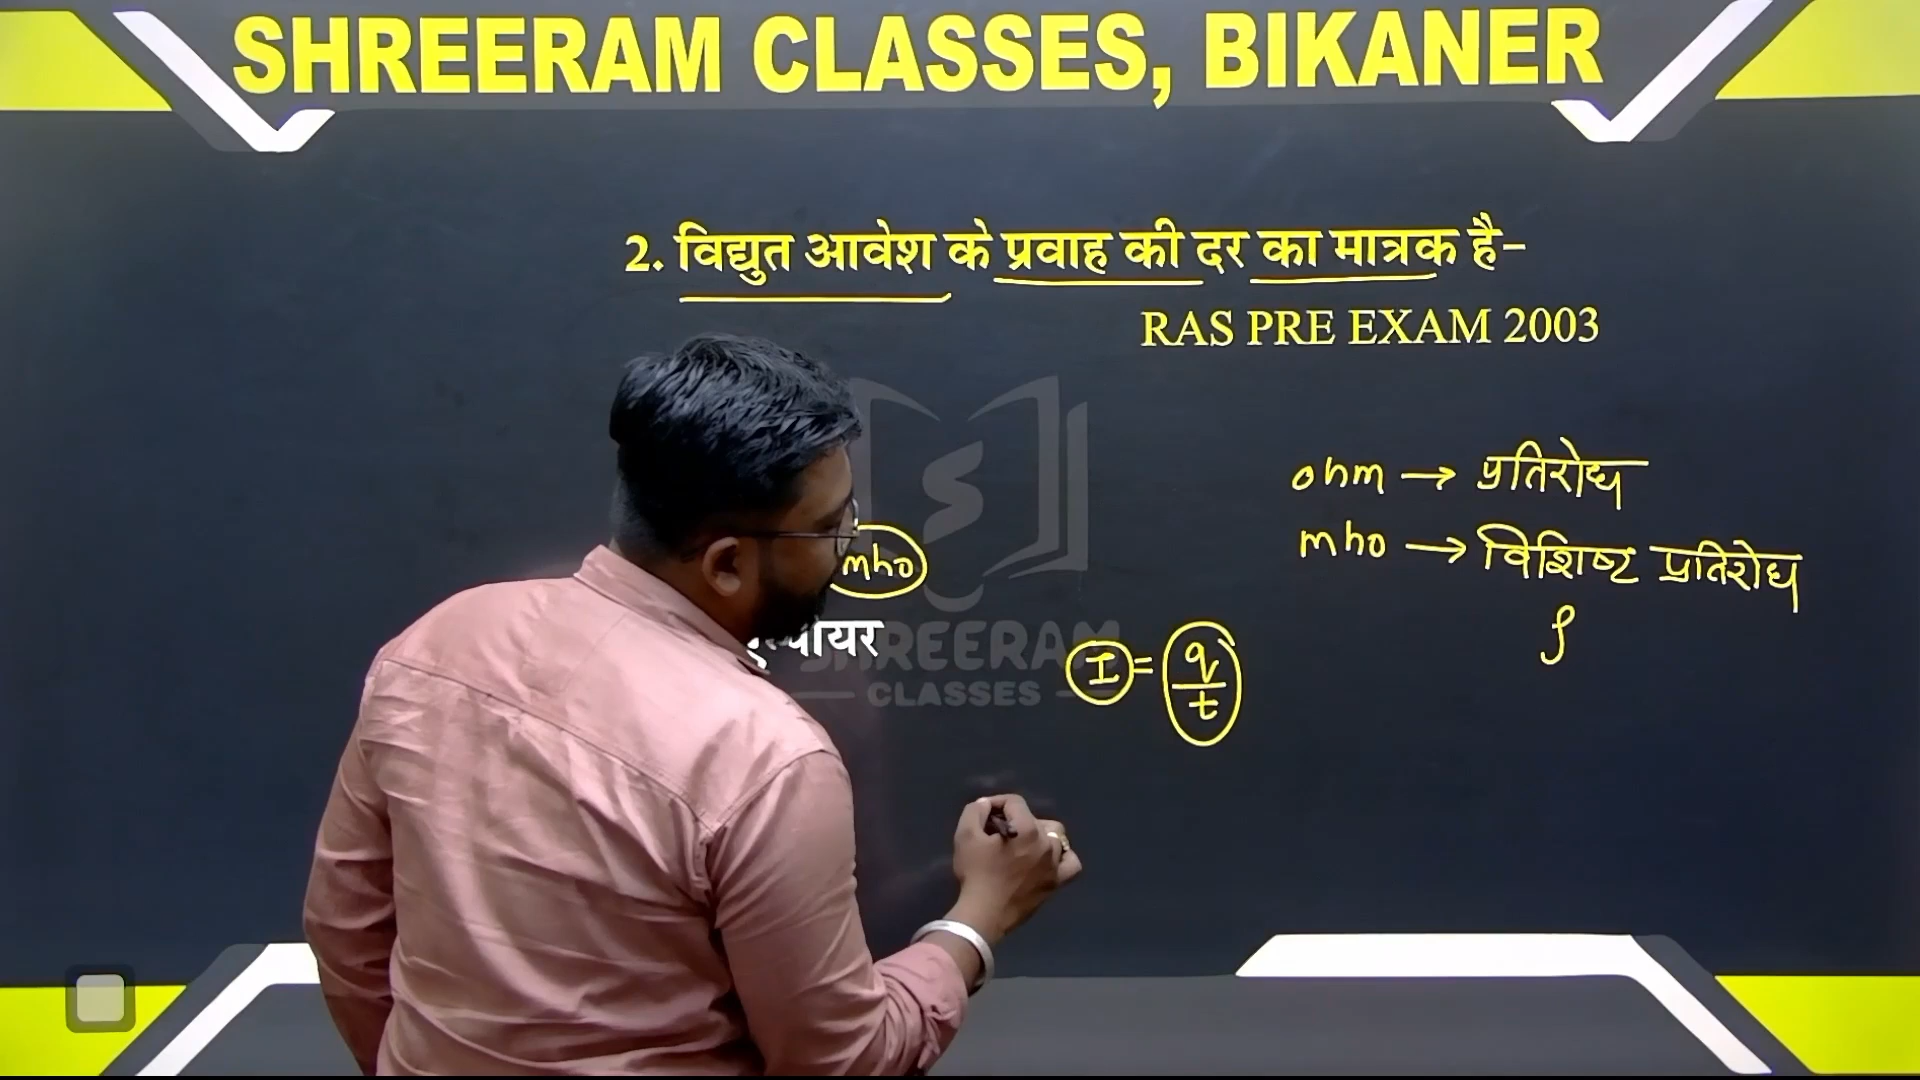 SHREERAM CLASSES, BIKANER
2. विद्युत आवेश के प्रवाह की दर का मात्रक है-
RAS PRE EXAM 2003
ohm → प्रतिरोध
mho → विशिष्ट प्रतिरोध
ρ
mho
I = q/t
SHREERAM
CLASSES